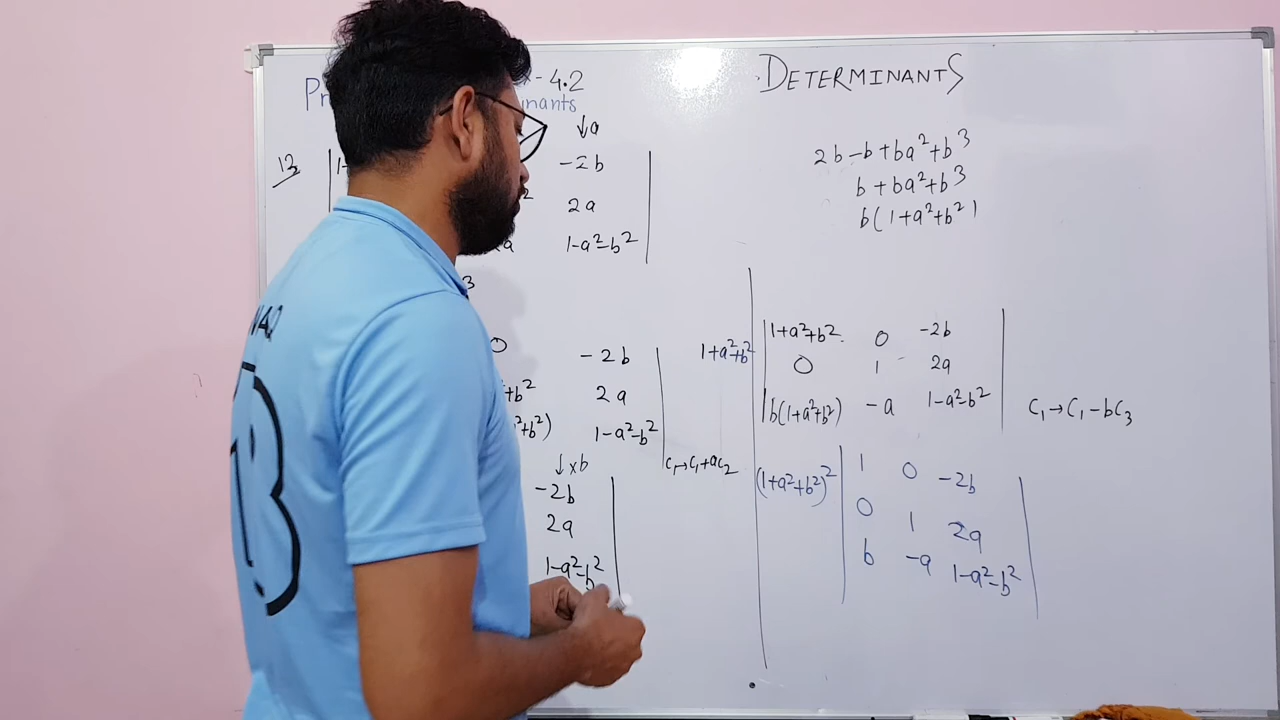 - 4.2
DETERMINANTS
↓a
13
-2b
2a
1-a²-b²
3
2b-b+ba²+b³
b+ba²+b³
b(1+a²+b²)
0 -2b
+b² 2a
1-a²-b²
C₁→C₁+aC₂
↓×b
-2b
2a
1-a²-b²
1+a²+b² | 1+a²+b² 0 -2b |
0 1 2a
b(1+a²+b²) -a 1-a²-b²
C₁→C₁-bC₃
(1+a²+b²)² | 1 0 -2b |
0 1 2a
b -a 1-a²-b²